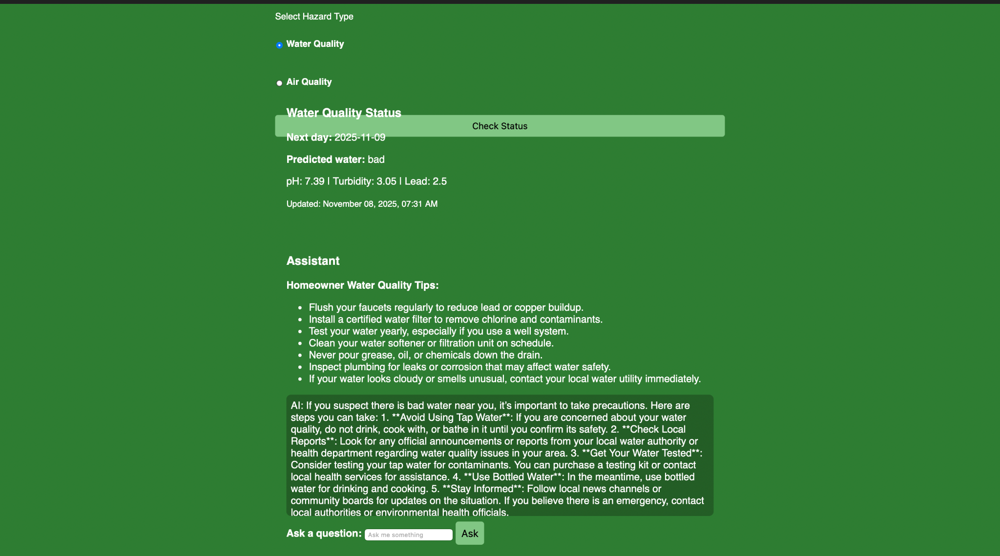 Select Hazard Type
Water Quality
Air Quality
Water Quality Status
Check Status
Next day: 2025-11-09
Predicted water: bad
pH: 7.39 | Turbidity: 3.05 | Lead: 2.5
Updated: November 08, 2025, 07:31 AM
Assistant
Homeowner Water Quality Tips:
• Flush your faucets regularly to reduce lead or copper buildup.
• Install a certified water filter to remove chlorine and contaminants.
• Test your water yearly, especially if you use a well system.
• Clean your water softener or filtration unit on schedule.
• Never pour grease, oil, or chemicals down the drain.
• Inspect plumbing for leaks or corrosion that may affect water safety.
• If your water looks cloudy or smells unusual, contact your local water utility immediately.
AI: If you suspect there is bad water near you, it’s important to take precautions. Here are
steps you can take: 1. **Avoid Using Tap Water**: If you are concerned about your water
quality, do not drink, cook with, or bathe in it until you confirm its safety. 2. **Check Local
Reports**: Look for any official announcements or reports from your local water authority or
health department regarding water quality issues in your area. 3. **Get Your Water Tested**:
Consider testing your tap water for contaminants. You can purchase a testing kit or contact
local health services for assistance. 4. **Use Bottled Water**: In the meantime, use bottled
water for drinking and cooking. 5. **Stay Informed**: Follow local news channels or
community boards for updates on the situation. If you believe there is an emergency, contact
local authorities or environmental health officials.
Ask a question: Ask me something Ask